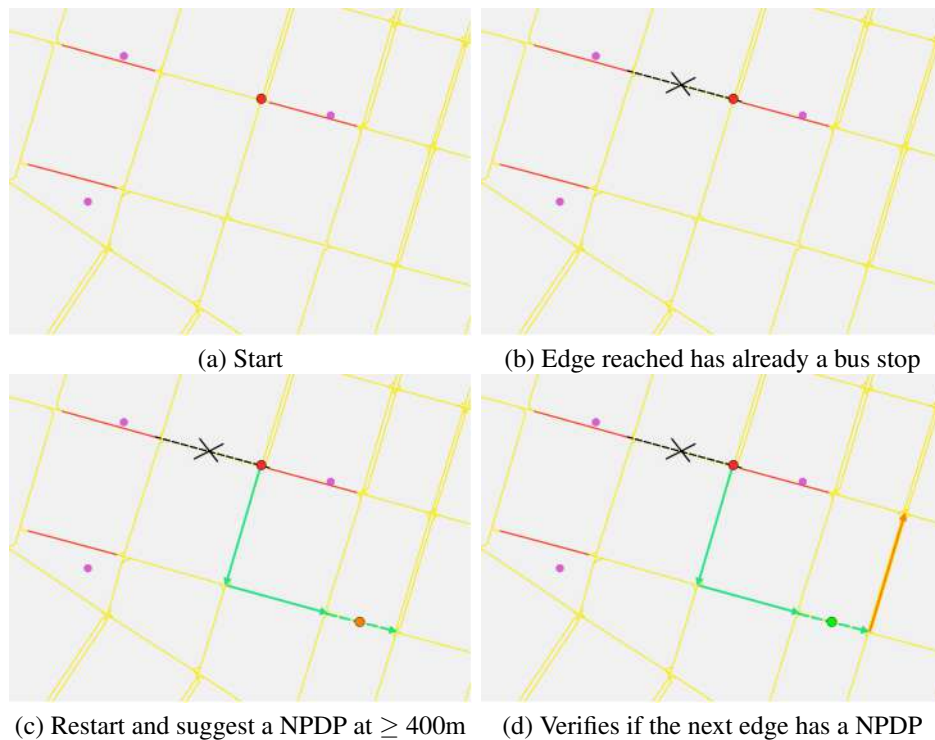 (a) Start
(b) Edge reached has already a bus stop
(c) Restart and suggest a NPDP at ≥ 400m
(d) Verifies if the next edge has a NPDP